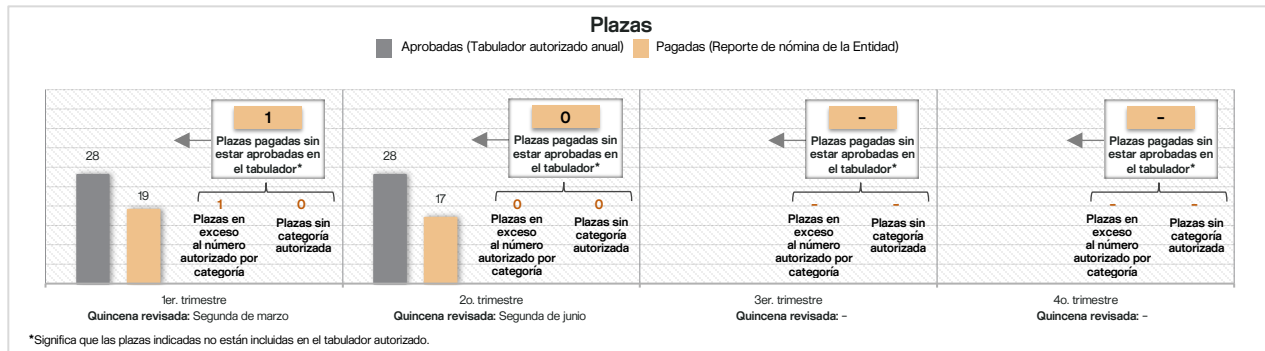 Plazas
Aprobadas (Tabulador autorizado anual)
Pagadas (Reporte de nómina de la Entidad)
1
Plazas pagadas sin
estar aprobadas en
el tabulador*
28
19
1
0
Plazas en
exceso
al número
autorizado por
categoría
Plazas sin
categoría
autorizada
1er. trimestre
Quincena revisada: Segunda de marzo
0
Plazas pagadas sin
estar aprobadas en
el tabulador*
28
17
0
0
Plazas en
exceso
al número
autorizado por
categoría
Plazas sin
categoría
autorizada
2o. trimestre
Quincena revisada: Segunda de junio
-
Plazas pagadas sin
estar aprobadas en
el tabulador*
-
-
Plazas en
exceso
al número
autorizado por
categoría
Plazas sin
categoría
autorizada
3er. trimestre
Quincena revisada: -
-
Plazas pagadas sin
estar aprobadas en
el tabulador*
-
-
Plazas en
exceso
al número
autorizado por
categoría
Plazas sin
categoría
autorizada
4o. trimestre
Quincena revisada: -
*Significa que las plazas indicadas no están incluidas en el tabulador autorizado.